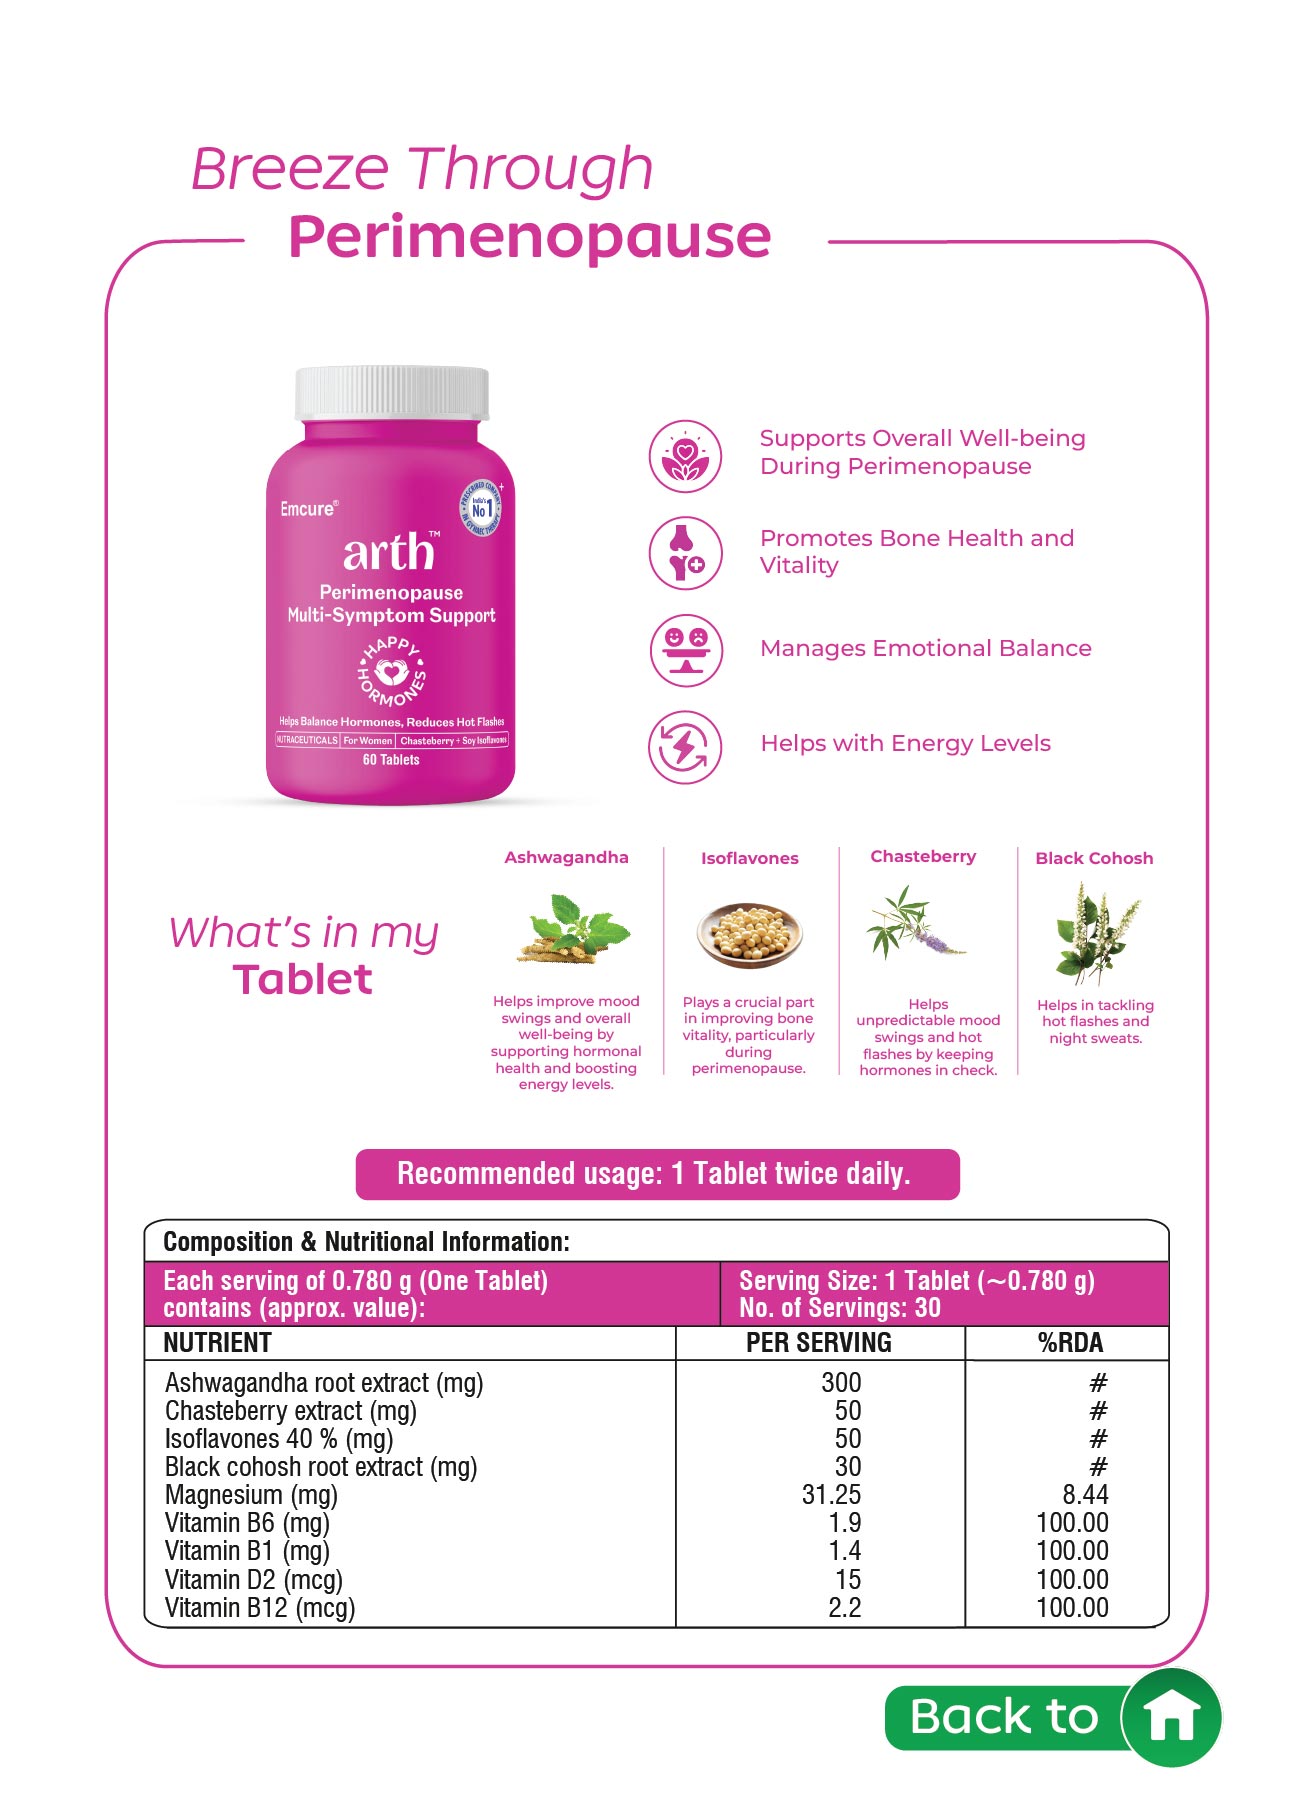 Breeze Through
Perimenopause
Emcure®
PRESCRIBED COMPANY
India's
No 1
IN GYNAEC THERAPY
+
arth™
Perimenopause
Multi-Symptom Support
HAPPY
HORMONES
Helps Balance Hormones, Reduces Hot Flashes
NUTRACEUTICALS | For Women | Chasteberry + Soy Isoflavones
60 Tablets
Supports Overall Well-being
During Perimenopause
Promotes Bone Health and
Vitality
Manages Emotional Balance
Helps with Energy Levels
What's in my
Tablet
Ashwagandha
Helps improve mood
swings and overall
well-being by
supporting hormonal
health and boosting
energy levels.
Isoflavones
Plays a crucial part
in improving bone
vitality, particularly
during
perimenopause.
Chasteberry
Helps
unpredictable mood
swings and hot
flashes by keeping
hormones in check.
Black Cohosh
Helps in tackling
hot flashes and
night sweats.
Recommended usage: 1 Tablet twice daily.
Composition & Nutritional Information:
Each serving of 0.780 g (One Tablet)
contains (approx. value):
Serving Size: 1 Tablet (~0.780 g)
No. of Servings: 30
NUTRIENT PER SERVING %RDA
Ashwagandha root extract (mg) 300 #
Chasteberry extract (mg) 50 #
Isoflavones 40 % (mg) 50 #
Black cohosh root extract (mg) 30 #
Magnesium (mg) 31.25 8.44
Vitamin B6 (mg) 1.9 100.00
Vitamin B1 (mg) 1.4 100.00
Vitamin D2 (mcg) 15 100.00
Vitamin B12 (mcg) 2.2 100.00
Back to